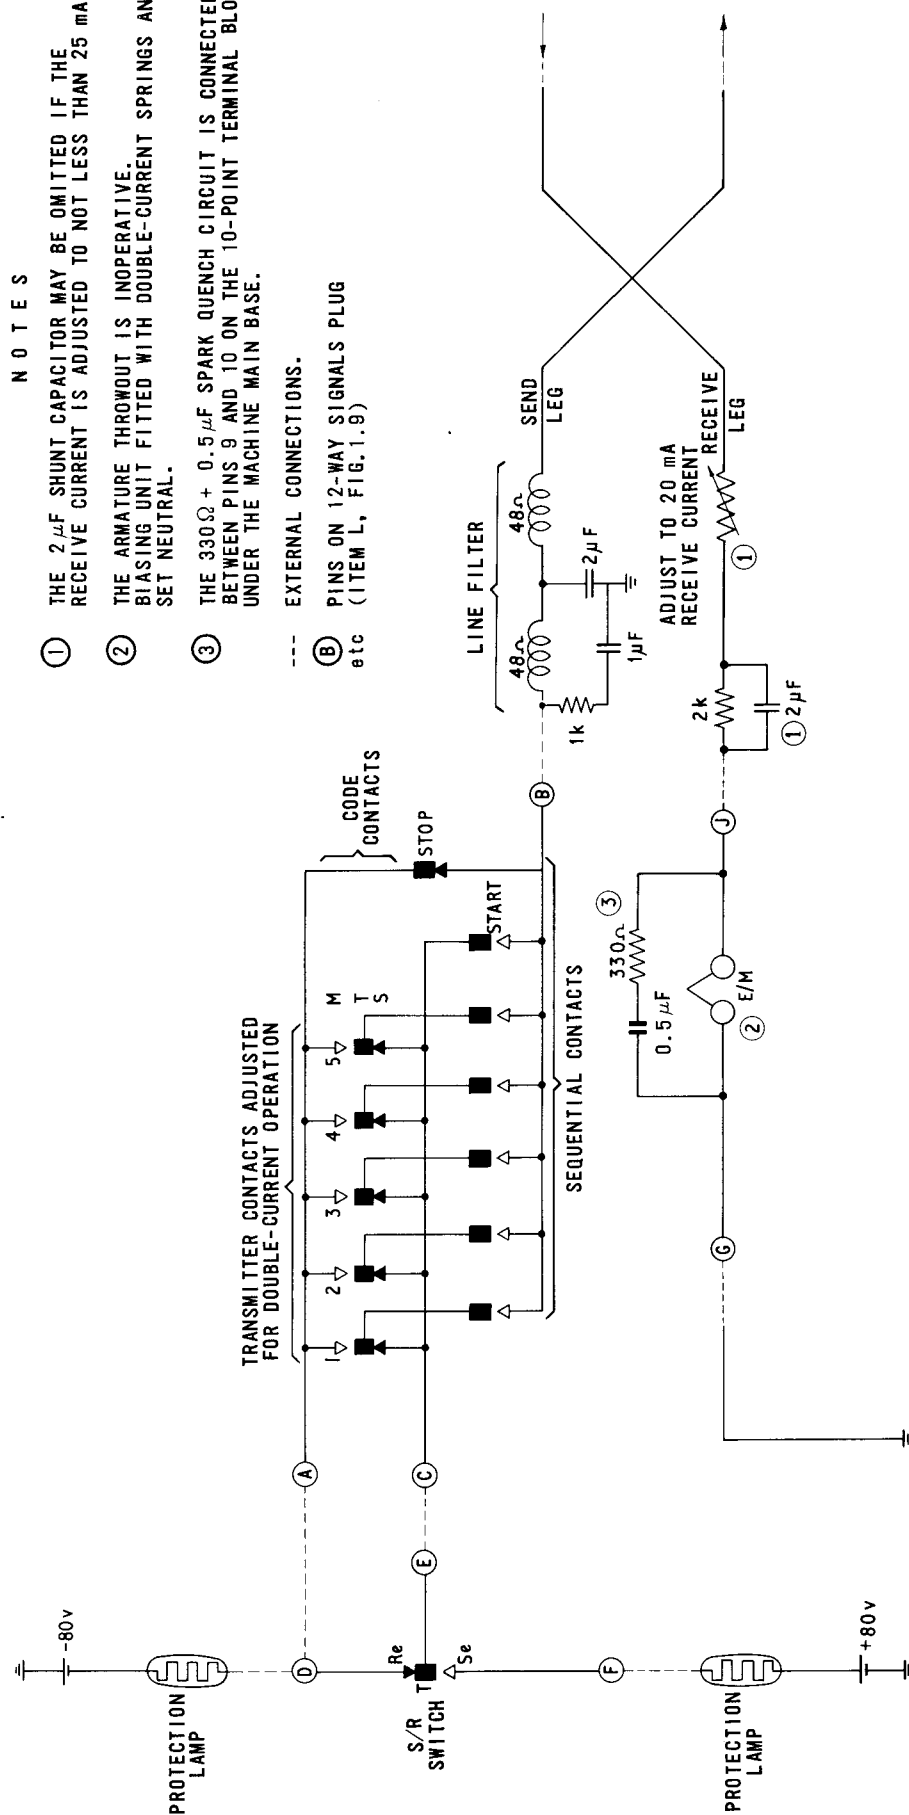 NOTES
① THE 2μF SHUNT CAPACITOR MAY BE OMITTED IF THE
RECEIVE CURRENT IS ADJUSTED TO NOT LESS THAN 25 mA
② THE ARMATURE THROWOUT IS INOPERATIVE.
BIASING UNIT FITTED WITH DOUBLE-CURRENT SPRINGS AN
SET NEUTRAL.
③ THE 330Ω + 0.5μF SPARK QUENCH CIRCUIT IS CONNECTED
BETWEEN PINS 9 AND 10 ON THE 10-POINT TERMINAL BLO
UNDER THE MACHINE MAIN BASE.
--- EXTERNAL CONNECTIONS.
Ⓑ PINS ON 12-WAY SIGNALS PLUG
etc (ITEM L, FIG.1.9)
-80v
PROTECTION
LAMP
D
Re
T
Se
S/R
SWITCH
E
F
PROTECTION
LAMP
+80v
A
C
TRANSMITTER CONTACTS ADJUSTED
FOR DOUBLE-CURRENT OPERATION
1
2
3
4
5
M
T
S
CODE
CONTACTS
STOP
START
SEQUENTIAL CONTACTS
B
LINE FILTER
48Ω
48Ω
1k
1μF
2μF
SEND
LEG
G
0.5μF
330Ω
③
② E/M
J
2k
① 2μF
ADJUST TO 20 mA
RECEIVE CURRENT
①
RECEIVE
LEG